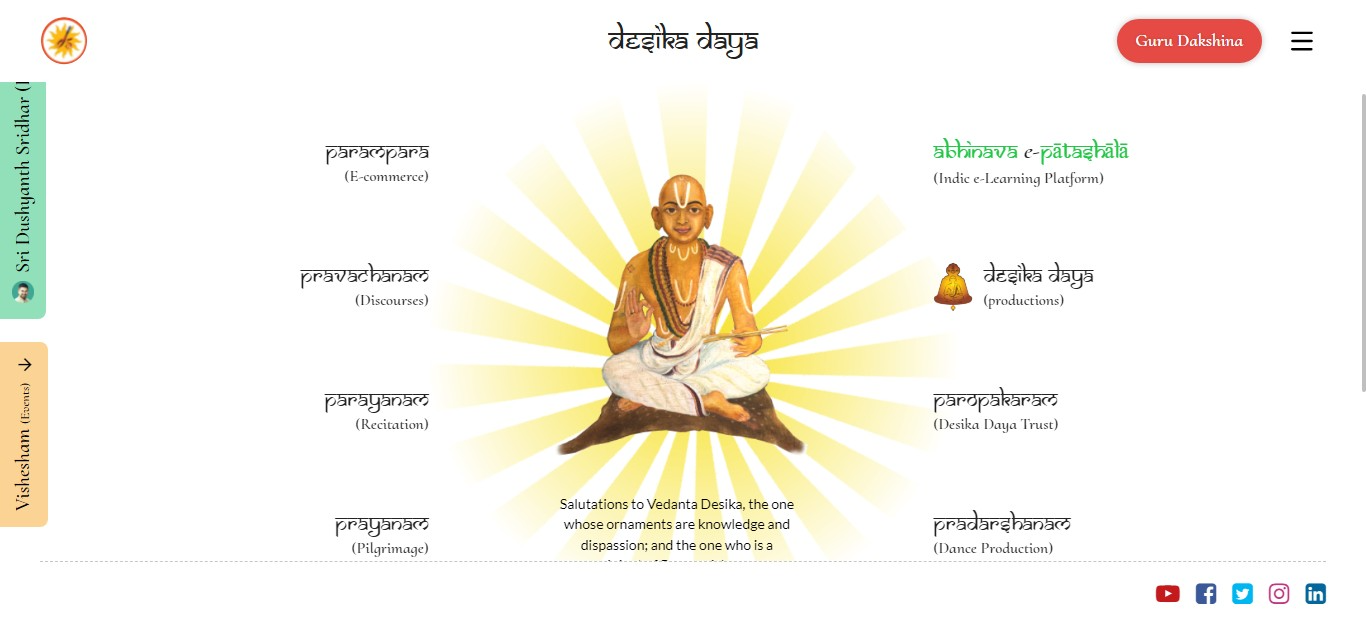 desika daya
Guru Dakshina
Sri Dushyanth Sridhar
Vishesham (Events)
parampara
(E-commerce)
pravachanam
(Discourses)
parayanam
(Recitation)
prayanam
(Pilgrimage)
Salutations to Vedanta Desika, the one
whose ornaments are knowledge and
dispassion; and the one who is a
abhinava e-pātashālā
(Indic e-Learning Platform)
desika daya
(productions)
paropakaram
(Desika Daya Trust)
pradarshanam
(Dance Production)